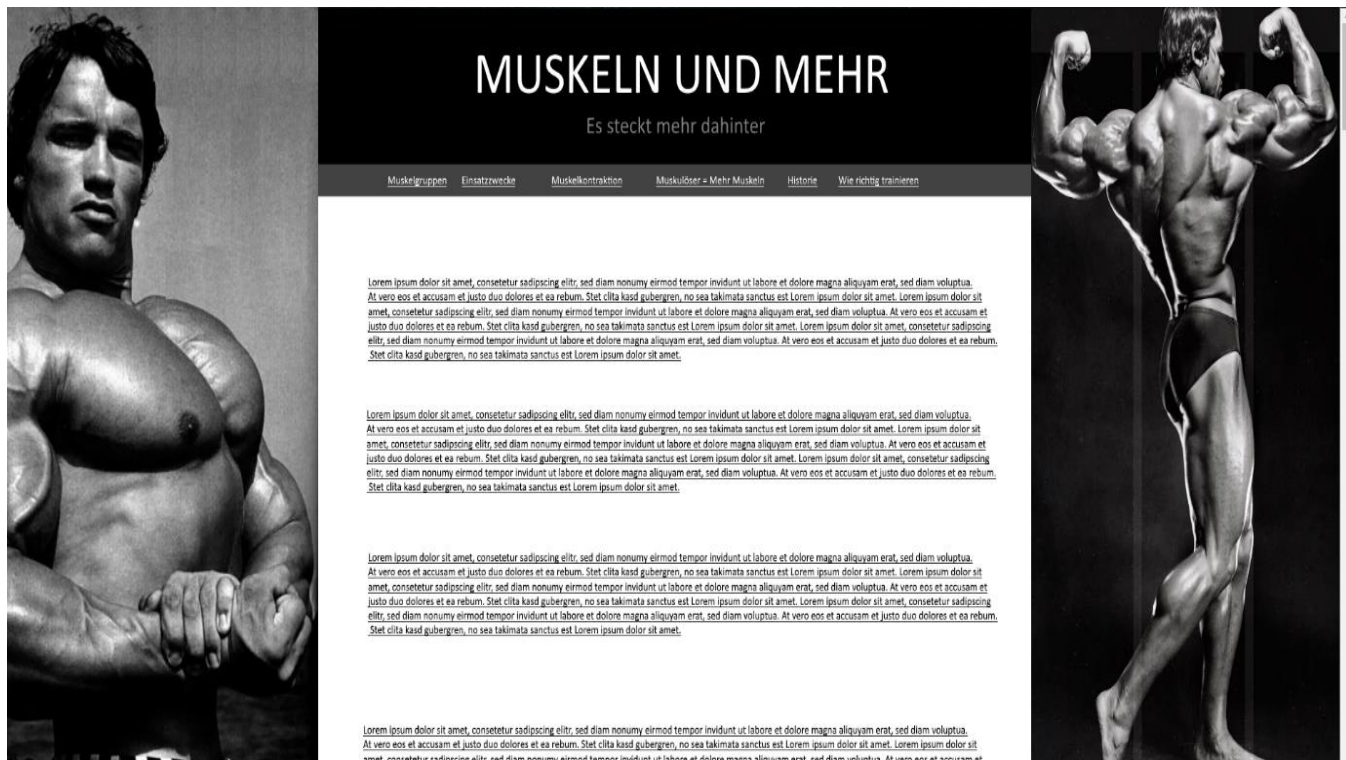 MUSKELN UND MEHR
Es steckt mehr dahinter
Muskelgruppen Einsatzzwecke Muskelkontraktion Muskulöser = Mehr Muskeln Historie Wie richtig trainieren
Lorem ipsum dolor sit amet, consetetur sadipscing elitr, sed diam nonumy eirmod tempor invidunt ut labore et dolore magna aliquyam erat, sed diam voluptua.
At vero eos et accusam et justo duo dolores et ea rebum. Stet clita kasd gubergren, no sea takimata sanctus est Lorem ipsum dolor sit amet. Lorem ipsum dolor sit
amet, consetetur sadipscing elitr, sed diam nonumy eirmod tempor invidunt ut labore et dolore magna aliquyam erat, sed diam voluptua. At vero eos et accusam et
justo duo dolores et ea rebum. Stet clita kasd gubergren, no sea takimata sanctus est Lorem ipsum dolor sit amet. Lorem ipsum dolor sit amet, consetetur sadipscing
elitr, sed diam nonumy eirmod tempor invidunt ut labore et dolore magna aliquyam erat, sed diam voluptua. At vero eos et accusam et justo duo dolores et ea rebum.
Stet clita kasd gubergren, no sea takimata sanctus est Lorem ipsum dolor sit amet.
Lorem ipsum dolor sit amet, consetetur sadipscing elitr, sed diam nonumy eirmod tempor invidunt ut labore et dolore magna aliquyam erat, sed diam voluptua.
At vero eos et accusam et justo duo dolores et ea rebum. Stet clita kasd gubergren, no sea takimata sanctus est Lorem ipsum dolor sit amet. Lorem ipsum dolor sit
amet, consetetur sadipscing elitr, sed diam nonumy eirmod tempor invidunt ut labore et dolore magna aliquyam erat, sed diam voluptua. At vero eos et accusam et
justo duo dolores et ea rebum. Stet clita kasd gubergren, no sea takimata sanctus est Lorem ipsum dolor sit amet. Lorem ipsum dolor sit amet, consetetur sadipscing
elitr, sed diam nonumy eirmod tempor invidunt ut labore et dolore magna aliquyam erat, sed diam voluptua. At vero eos et accusam et justo duo dolores et ea rebum.
Stet clita kasd gubergren, no sea takimata sanctus est Lorem ipsum dolor sit amet.
Lorem ipsum dolor sit amet, consetetur sadipscing elitr, sed diam nonumy eirmod tempor invidunt ut labore et dolore magna aliquyam erat, sed diam voluptua.
At vero eos et accusam et justo duo dolores et ea rebum. Stet clita kasd gubergren, no sea takimata sanctus est Lorem ipsum dolor sit amet. Lorem ipsum dolor sit
amet, consetetur sadipscing elitr, sed diam nonumy eirmod tempor invidunt ut labore et dolore magna aliquyam erat, sed diam voluptua. At vero eos et accusam et
justo duo dolores et ea rebum. Stet clita kasd gubergren, no sea takimata sanctus est Lorem ipsum dolor sit amet. Lorem ipsum dolor sit amet, consetetur sadipscing
elitr, sed diam nonumy eirmod tempor invidunt ut labore et dolore magna aliquyam erat, sed diam voluptua. At vero eos et accusam et justo duo dolores et ea rebum.
Stet clita kasd gubergren, no sea takimata sanctus est Lorem ipsum dolor sit amet.
Lorem ipsum dolor sit amet, consetetur sadipscing elitr, sed diam nonumy eirmod tempor invidunt ut labore et dolore magna aliquyam erat, sed diam voluptua.
At vero eos et accusam et justo duo dolores et ea rebum. Stet clita kasd gubergren, no sea takimata sanctus est Lorem ipsum dolor sit amet. Lorem ipsum dolor sit
amet, consetetur sadipscing elitr, sed diam nonumy eirmod tempor invidunt ut labore et dolore magna aliquyam erat, sed diam voluptua. At vero eos et accusam et